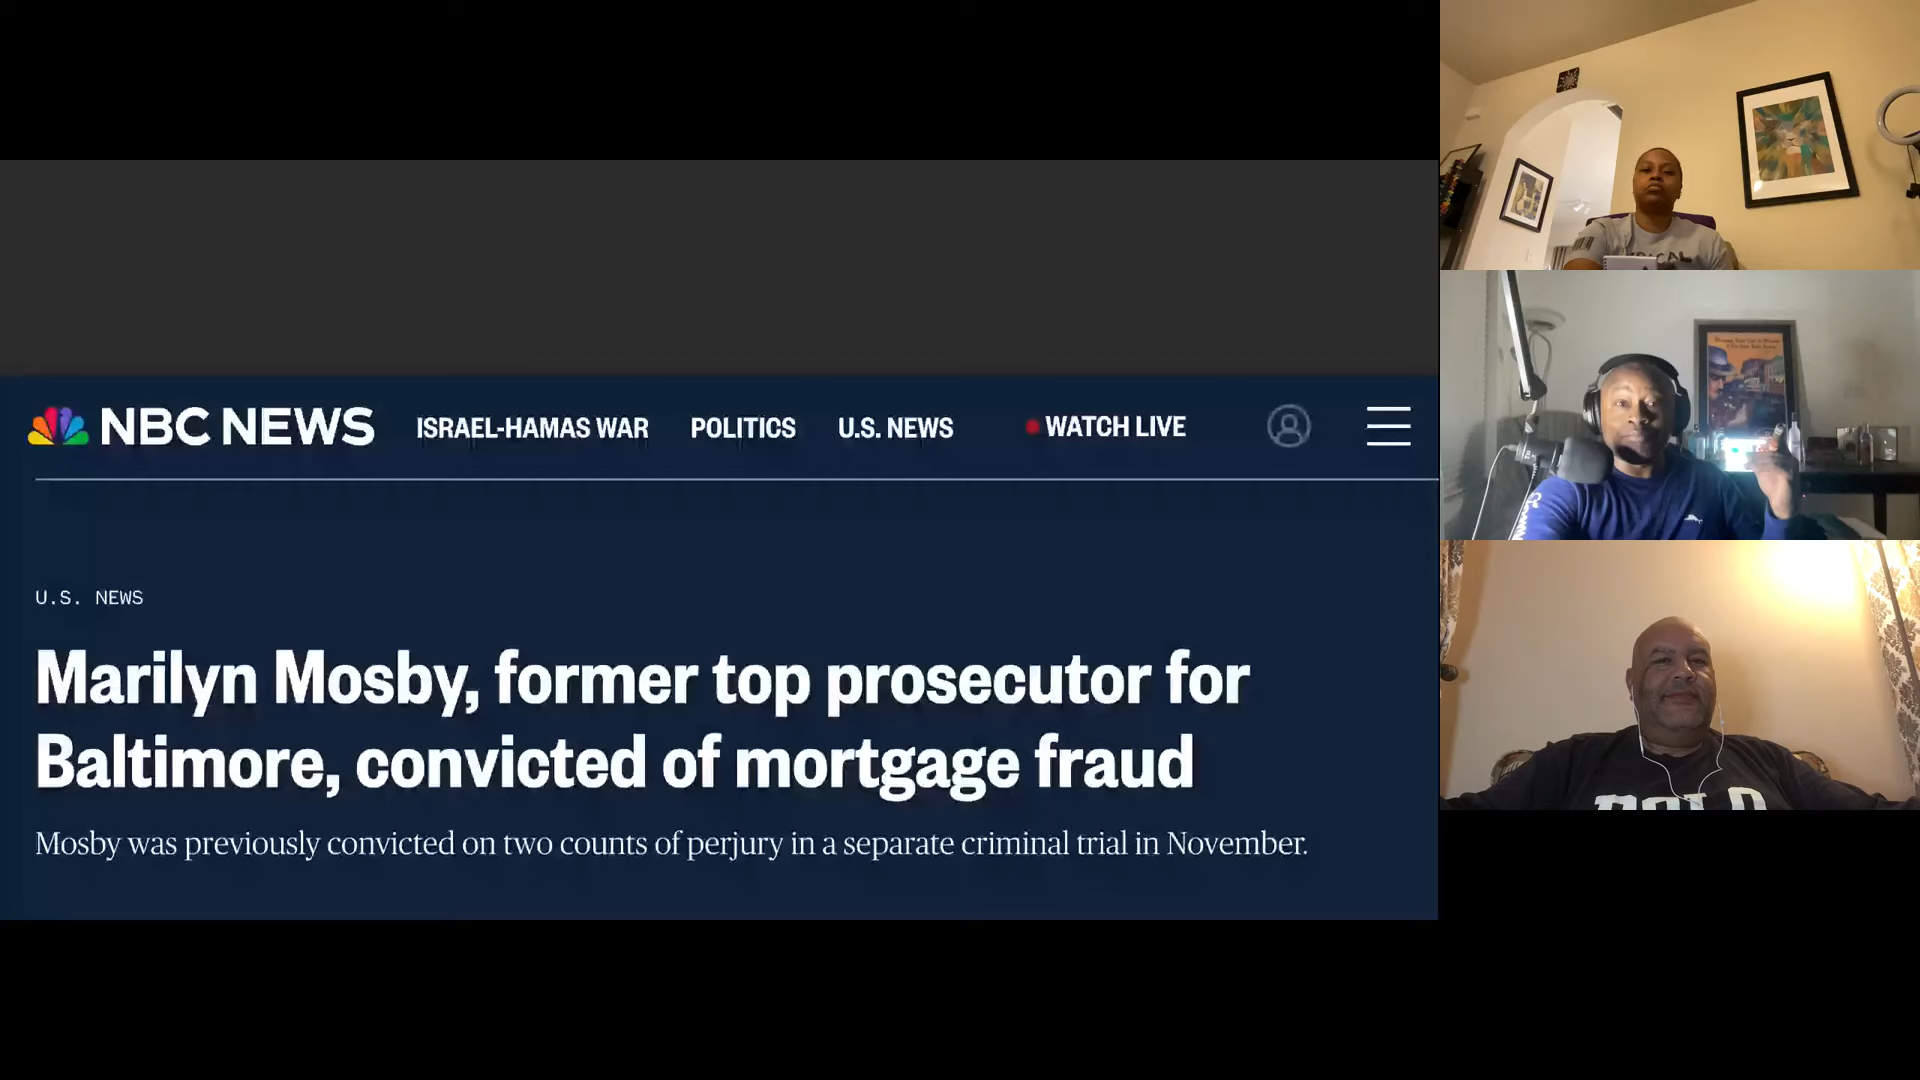 NBC NEWS
ISRAEL-HAMAS WAR
POLITICS
U.S. NEWS
WATCH LIVE
U.S. NEWS
Marilyn Mosby, former top prosecutor for
Baltimore, convicted of mortgage fraud
Mosby was previously convicted on two counts of perjury in a separate criminal trial in November.